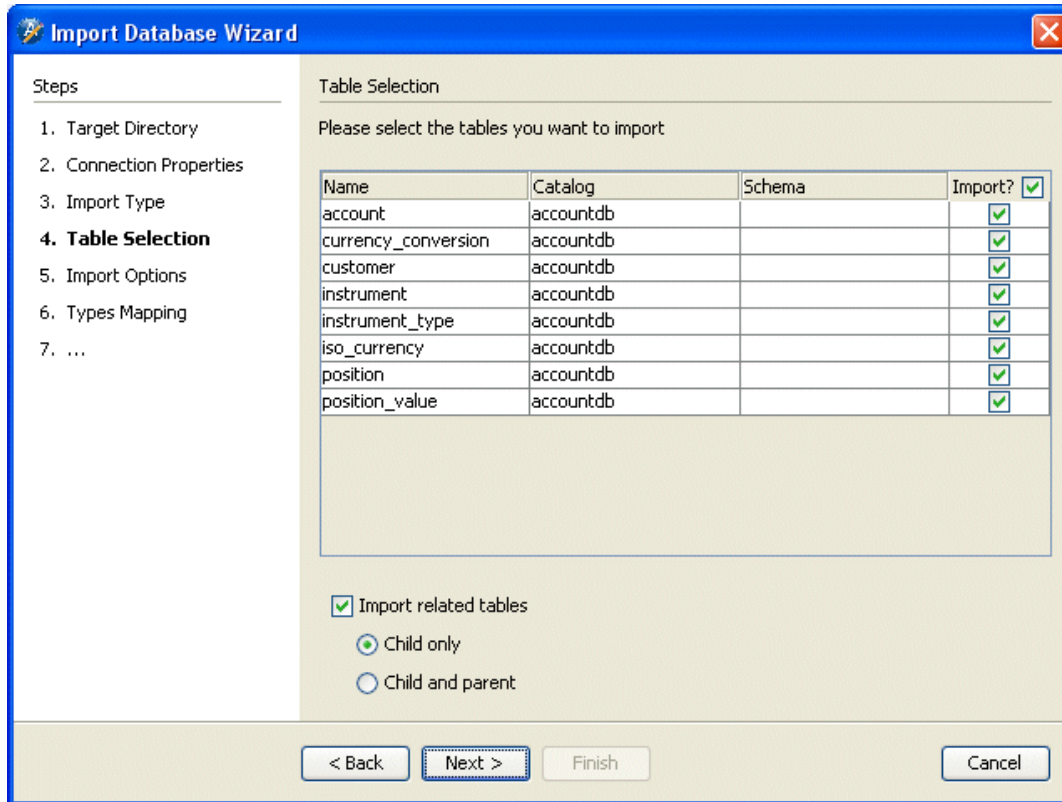 Import Database Wizard
Steps
1. Target Directory
2. Connection Properties
3. Import Type
4. Table Selection
5. Import Options
6. Types Mapping
7. ...
Table Selection
Please select the tables you want to import
Name Catalog Schema Import?
account accountdb
currency_conversion accountdb
customer accountdb
instrument accountdb
instrument_type accountdb
iso_currency accountdb
position accountdb
position_value accountdb
Import related tables
Child only
Child and parent
< Back Next > Finish Cancel